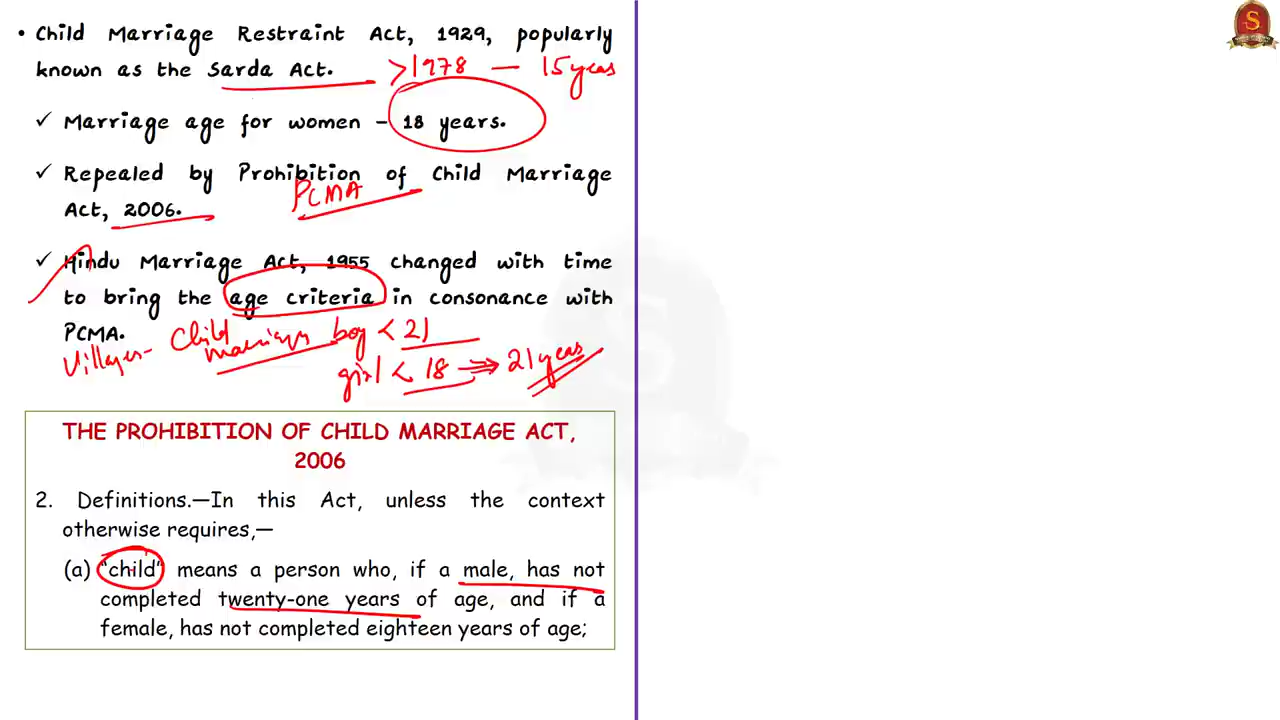 • Child Marriage Restraint Act, 1929, popularly
known as the Sarda Act. >1978 — 15 years
✓ Marriage age for women – 18 years.
✓ Repealed by Prohibition of Child Marriage
PCMA
Act, 2006.
✓ Hindu Marriage Act, 1955 changed with time
to bring the age criteria in consonance with
PCMA.
Villages- Child marriages boy < 21
girl < 18 ⇒ 21 years
THE PROHIBITION OF CHILD MARRIAGE ACT,
2006
2. Definitions.—In this Act, unless the context
otherwise requires,—
(a) "child" means a person who, if a male, has not
completed twenty-one years of age, and if a
female, has not completed eighteen years of age;